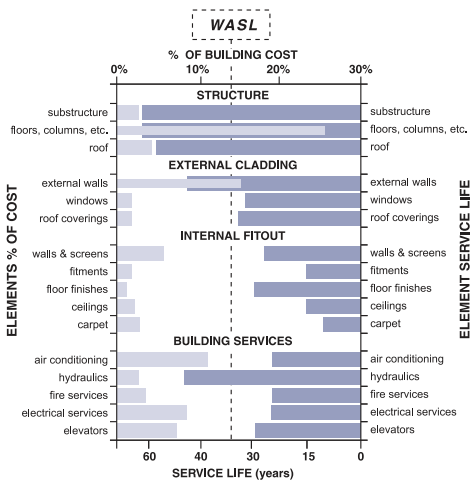 WASL
% OF BUILDING COST
0% 10% 20% 30%
STRUCTURE
substructure substructure
floors, columns, etc. floors, columns, etc.
roof roof
EXTERNAL CLADDING
external walls external walls
windows windows
roof coverings roof coverings
INTERNAL FITOUT
walls & screens walls & screens
fitments fitments
floor finishes floor finishes
ceilings ceilings
carpet carpet
BUILDING SERVICES
air conditioning air conditioning
hydraulics hydraulics
fire services fire services
electrical services electrical services
elevators elevators
60 40 30 15 0
SERVICE LIFE (years)
ELEMENTS % OF COST
ELEMENT SERVICE LIFE